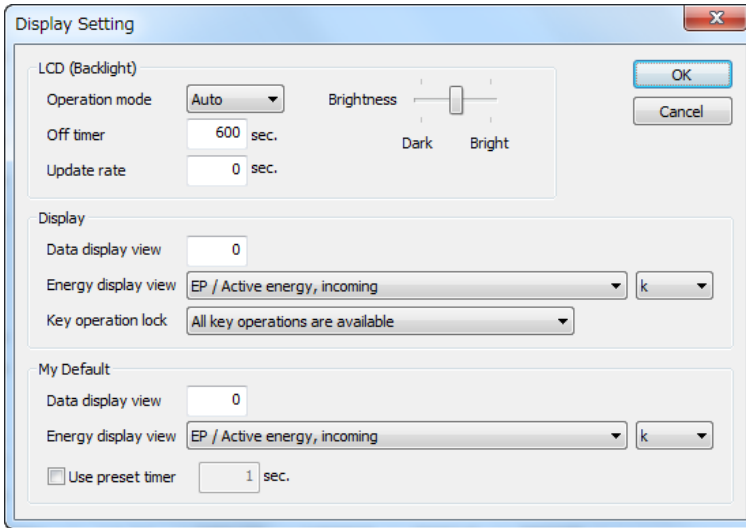 Display Setting
LCD (Backlight)
Operation mode Auto Brightness
Off timer 600 sec.
Dark Bright
Update rate 0 sec.
OK
Cancel
Display
Data display view 0
Energy display view EP / Active energy, incoming k
Key operation lock All key operations are available
My Default
Data display view 0
Energy display view EP / Active energy, incoming k
Use preset timer 1 sec.